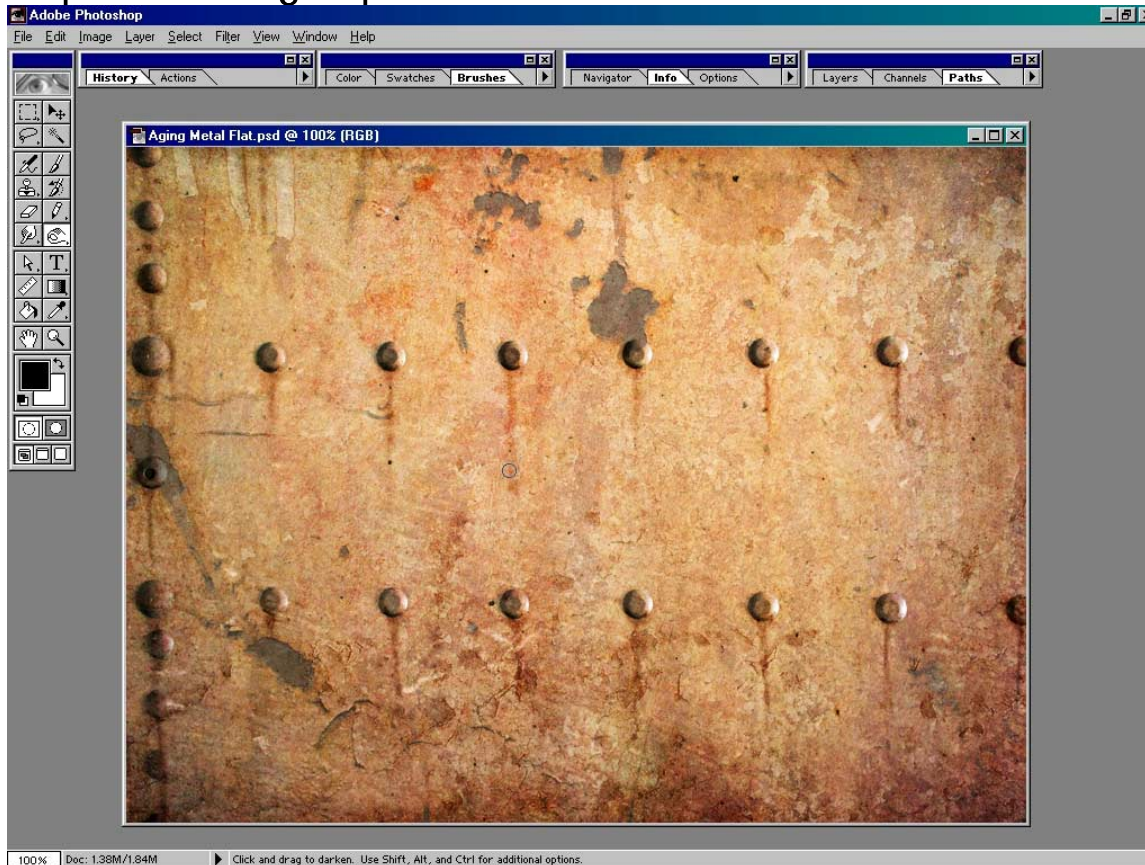 Adobe Photoshop
File Edit Image Layer Select Filter View Window Help
History Actions
Color Swatches Brushes
Navigator Info Options
Layers Channels Paths
Aging Metal Flat.psd @ 100% (RGB)
T
100% Doc: 1.38M/1.84M Click and drag to darken. Use Shift, Alt, and Ctrl for additional options.